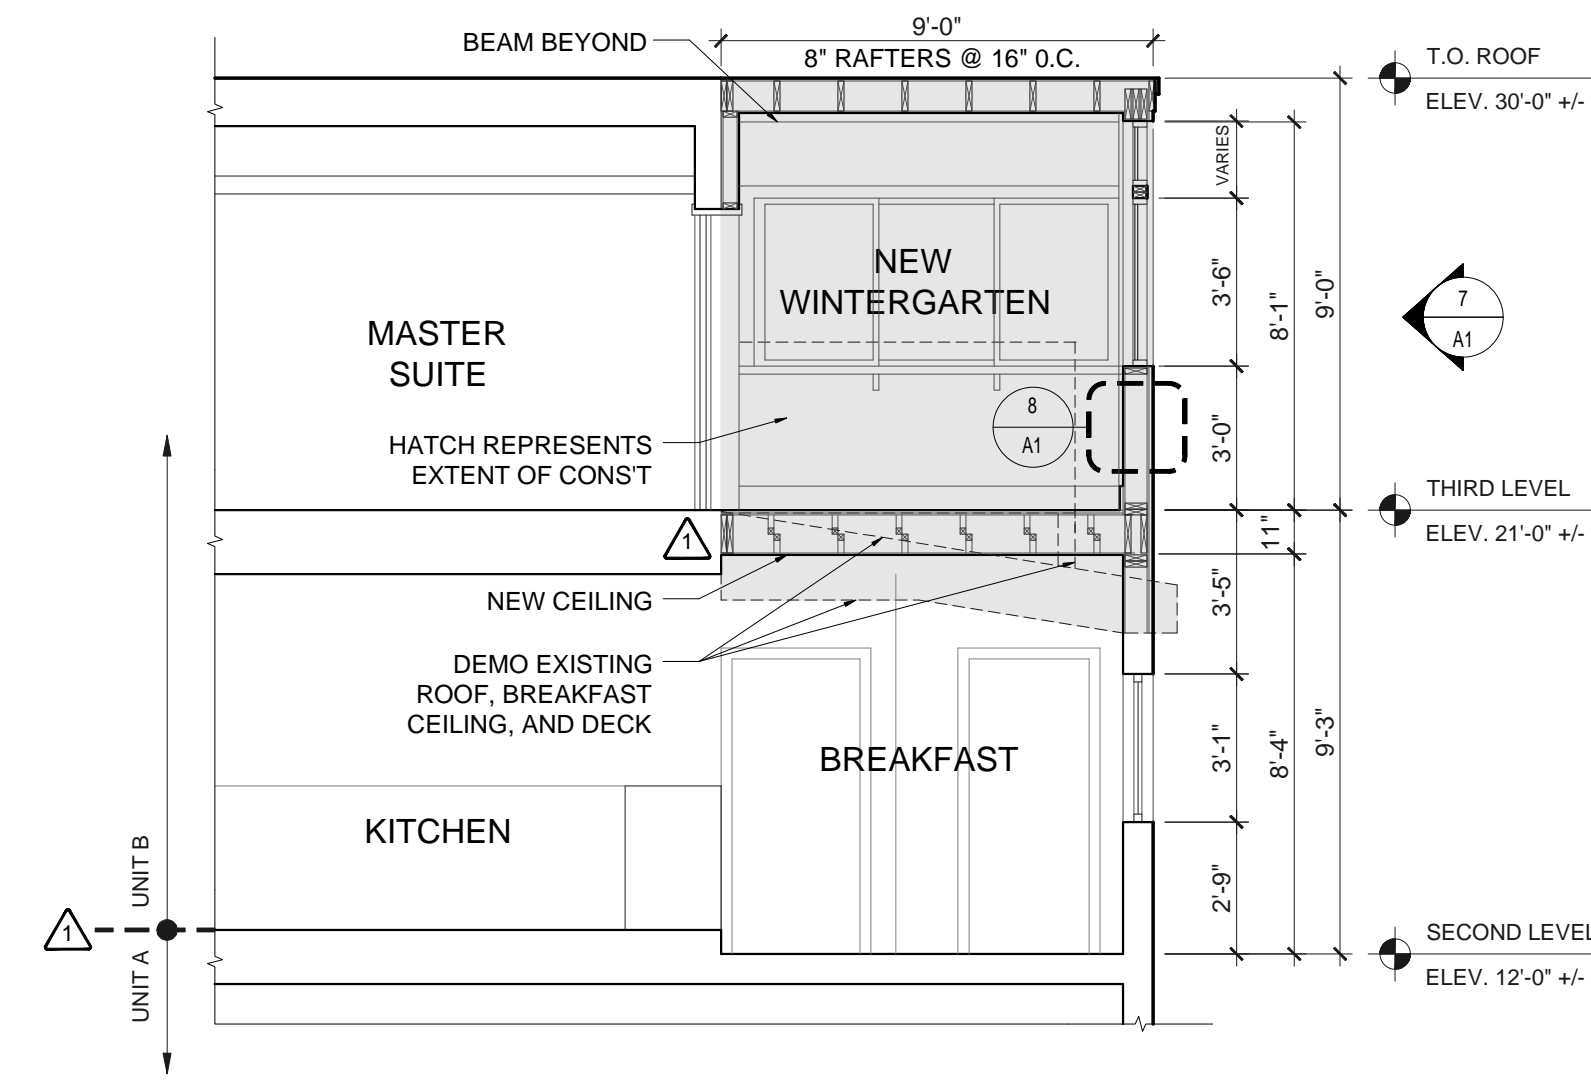 9'-0"
BEAM BEYOND
8" RAFTERS @ 16" 0.C.
T.O. ROOF
ELEV. 30'-0" +/-
VARIES
NEW
WINTERGARTEN
3'-6"
8'-1"
9'-0"
7
A1
MASTER
SUITE
8
A1
3'-0"
HATCH REPRESENTS
EXTENT OF CONS'T
THIRD LEVEL
ELEV. 21'-0" +/-
1
11"
NEW CEILING
3'-5"
DEMO EXISTING
ROOF, BREAKFAST
CEILING, AND DECK
BREAKFAST
3'-1"
8'-4"
9'-3"
KITCHEN
UNIT B
2'-9"
1
UNIT A
SECOND LEVEL
ELEV. 12'-0" +/-